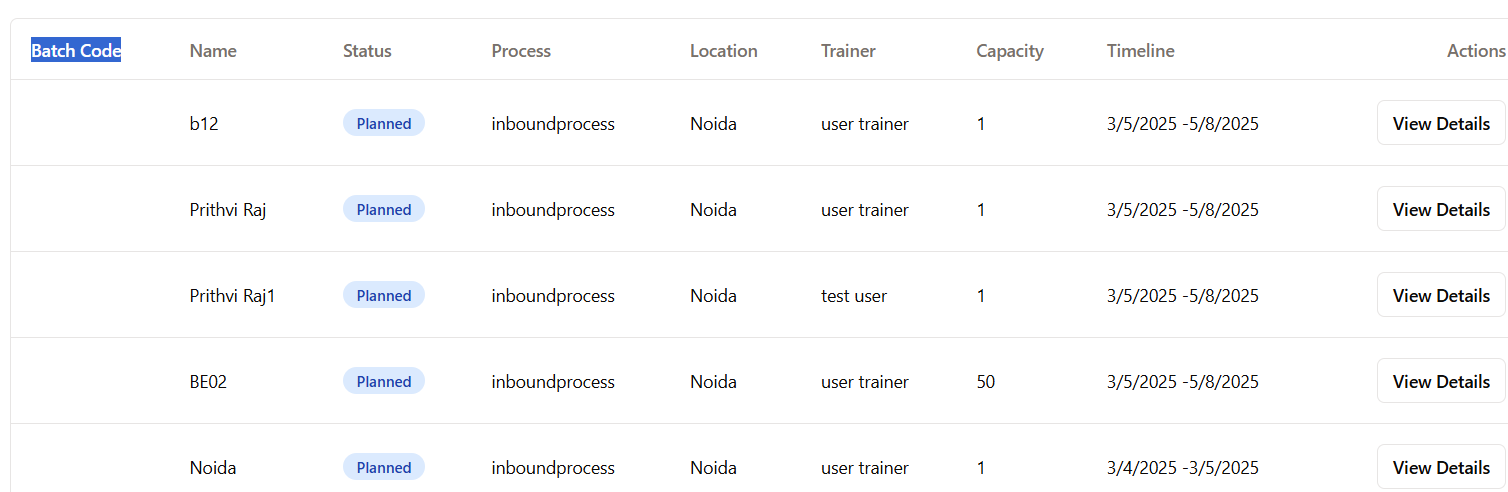 Batch Code Name Status Process Location Trainer Capacity Timeline Actions
b12 Planned inboundprocess Noida user trainer 1 3/5/2025 -5/8/2025 View Details
Prithvi Raj Planned inboundprocess Noida user trainer 1 3/5/2025 -5/8/2025 View Details
Prithvi Raj1 Planned inboundprocess Noida test user 1 3/5/2025 -5/8/2025 View Details
BE02 Planned inboundprocess Noida user trainer 50 3/5/2025 -5/8/2025 View Details
Noida Planned inboundprocess Noida user trainer 1 3/4/2025 -3/5/2025 View Details